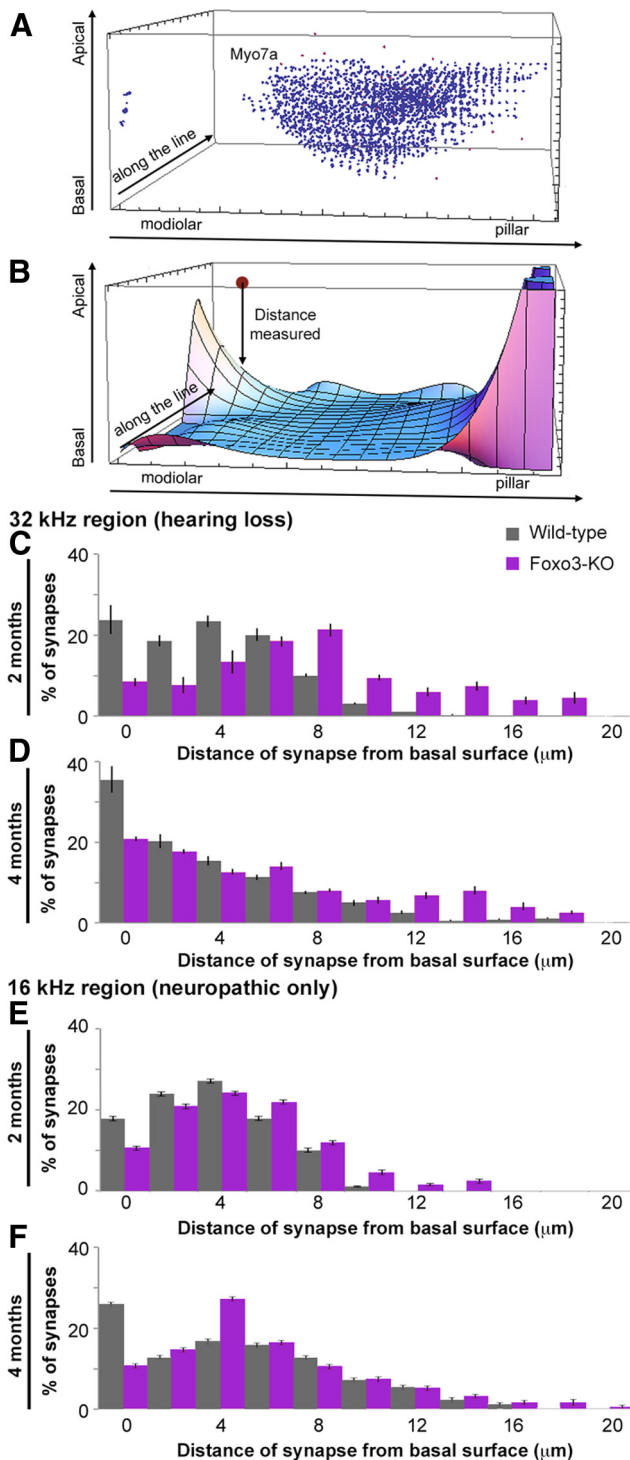 A
Apical
Myo7a
along the line
Basal
modiolar
pillar
B
Apical
Distance
measured
along the line
Basal
modiolar
pillar
32 kHz region (hearing loss)
Wild-type
Foxo3-KO
C
2 months
% of synapses
40
20
0
0 4 8 12 16 20
Distance of synapse from basal surface (μm)
D
4 months
% of synapses
40
20
0
0 4 8 12 16 20
Distance of synapse from basal surface (μm)
16 kHz region (neuropathic only)
E
2 months
% of synapses
40
20
0
0 4 8 12 16 20
Distance of synapse from basal surface (μm)
F
4 months
% of synapses
40
20
0
0 4 8 12 16 20
Distance of synapse from basal surface (μm)